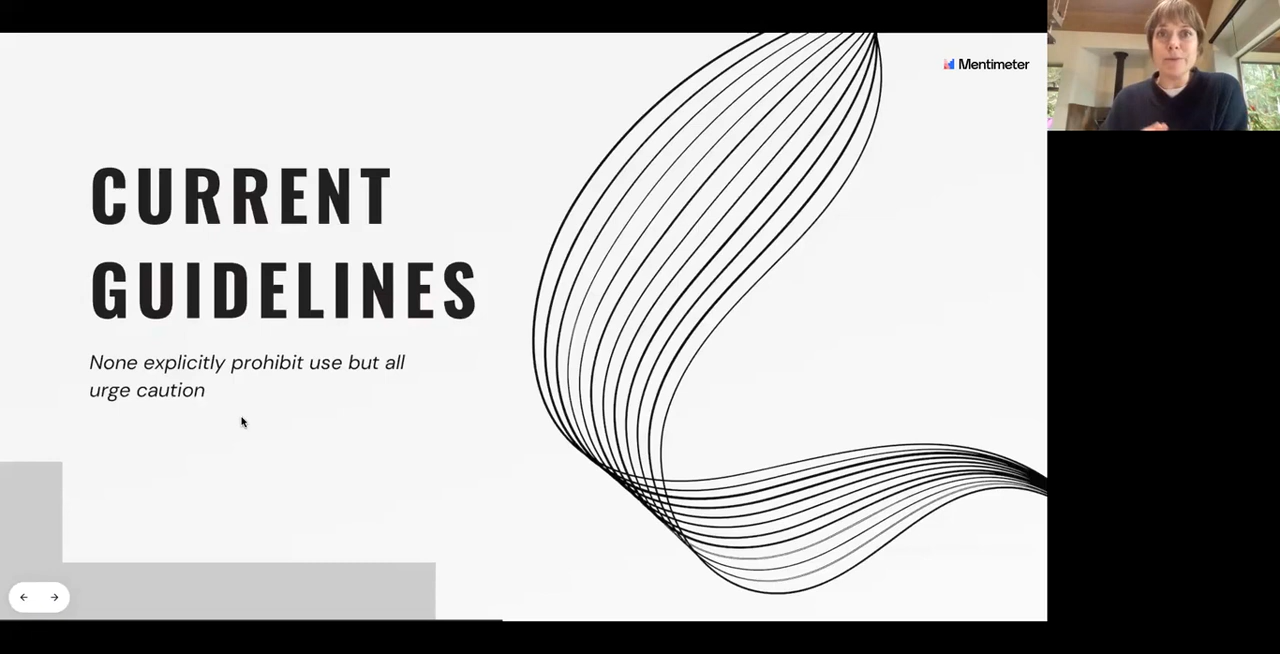 Mentimeter
CURRENT
GUIDELINES
None explicitly prohibit use but all
urge caution